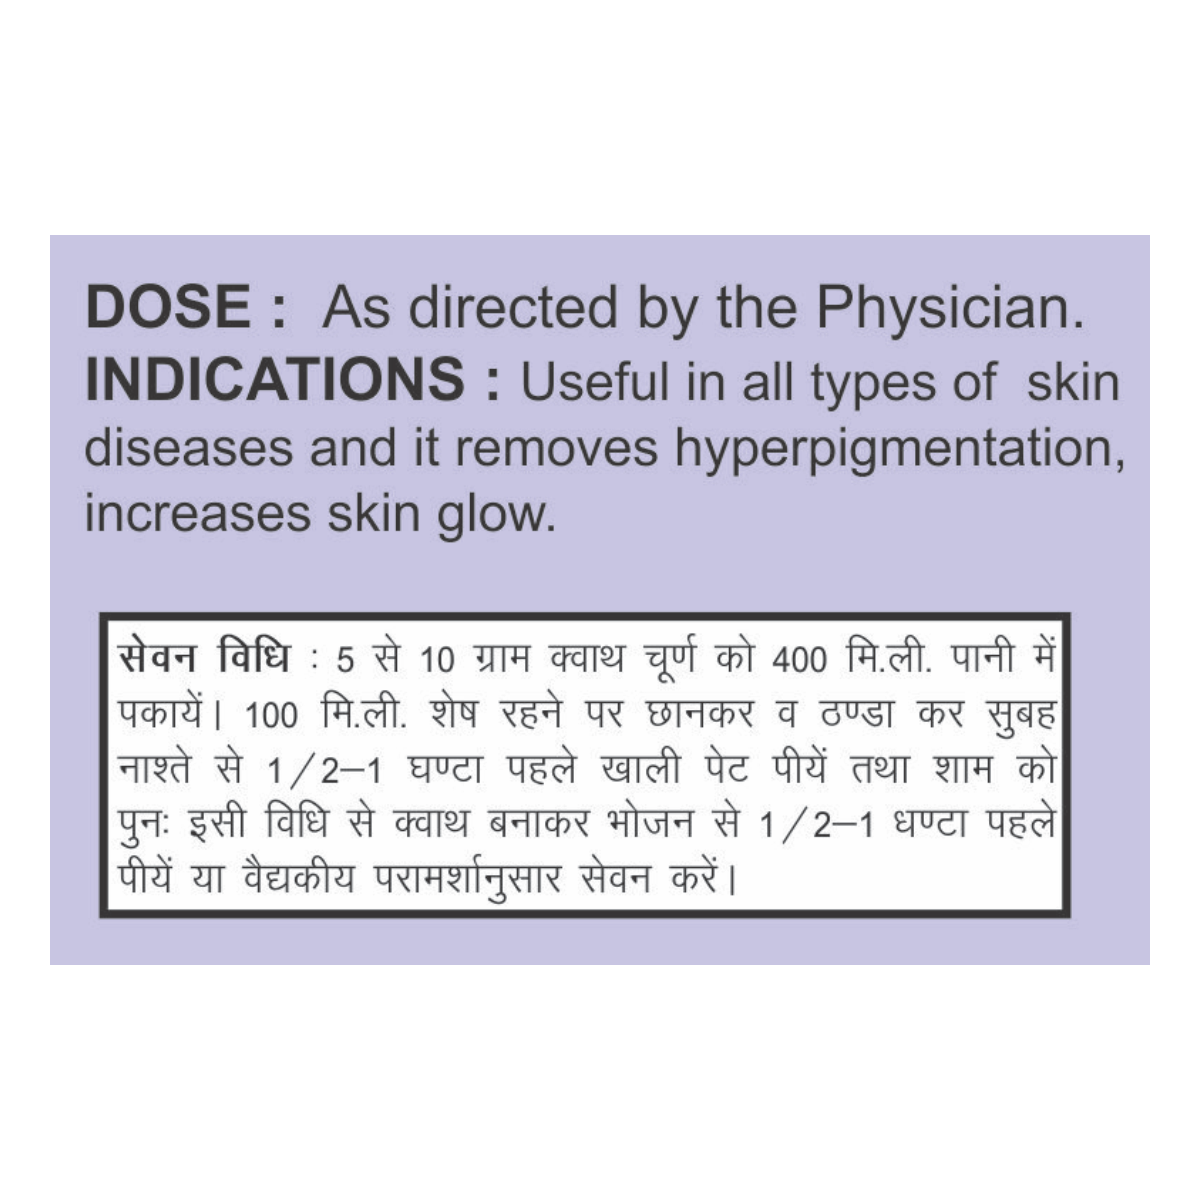 DOSE : As directed by the Physician.
INDICATIONS : Useful in all types of skin
diseases and it removes hyperpigmentation,
increases skin glow.
सेवन विधि : 5 से 10 ग्राम क्वाथ चूर्ण को 400 मि.ली. पानी में
पकायें। 100 मि.ली. शेष रहने पर छानकर व ठण्डा कर सुबह
नाश्ते से 1/2–1 घण्टा पहले खाली पेट पीयें तथा शाम को
पुनः इसी विधि से क्वाथ बनाकर भोजन से 1/2–1 धण्टा पहले
पीयें या वैद्यकीय परामर्शानुसार सेवन करें।